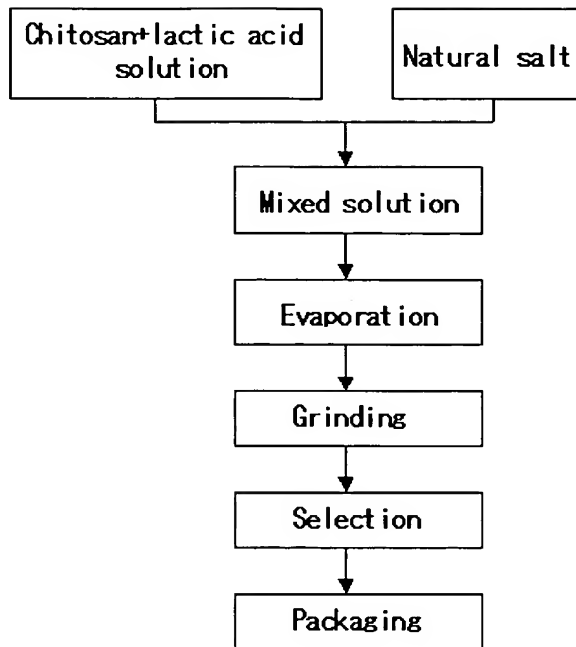 Chitosan+lactic acid
solution
Natural salt
Mixed solution
Evaporation
Grinding
Selection
Packaging